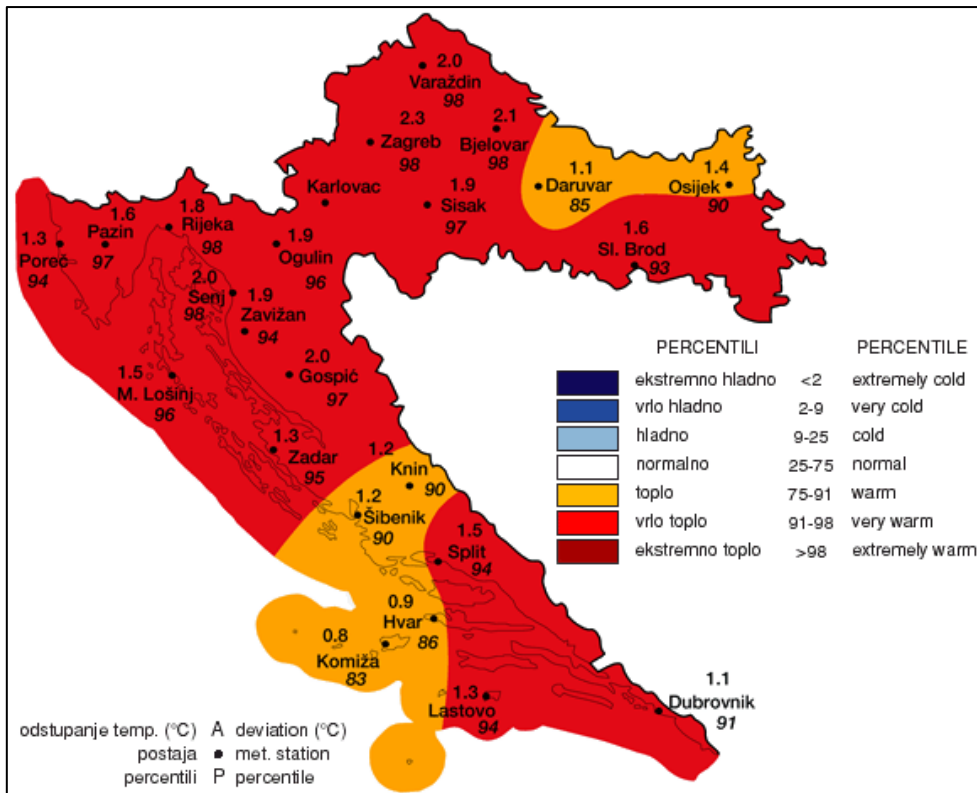 2.0
Varaždin
98
2.3
Zagreb
98
2.1
Bjelovar
98
1.1
Daruvar
85
1.4
Osijek
90
Karlovac
1.9
Sisak
97
1.6
Sl. Brod
93
1.3
Poreč
94
1.6
Pazin
97
1.8
Rijeka
98
1.9
Ogulin
96
2.0
Senj
98
1.9
Zavižan
94
2.0
Gospić
97
1.5
M. Lošinj
96
1.3
Zadar
95
1.2
Knin
90
1.2
Šibenik
90
1.5
Split
94
0.9
Hvar
86
0.8
Komiža
83
1.3
Lastovo
94
1.1
Dubrovnik
91
PERCENTILI PERCENTILE
ekstremno hladno <2 extremely cold
vrlo hladno 2-9 very cold
hladno 9-25 cold
normalno 25-75 normal
toplo 75-91 warm
vrlo toplo 91-98 very warm
ekstremno toplo >98 extremely warm
odstupanje temp. (°C) A deviation (°C)
postaja met. station
percentili P percentile